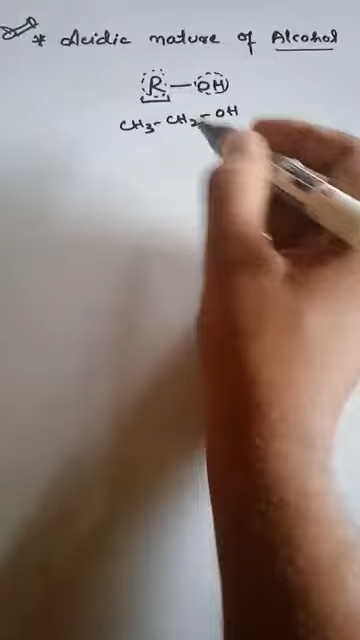 * Acidic nature of Alcohol
R - OH
CH3- CH2- OH